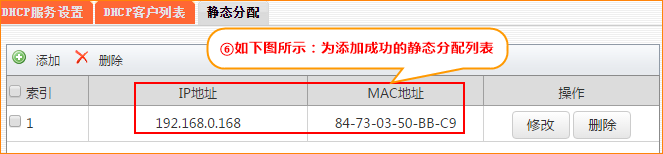 DHCP服务设置 DHCP客户列表 静态分配
⑥如下图所示：为添加成功的静态分配列表
添加 删除
索引 IP地址 MAC地址 操作
1 192.168.0.168 84-73-03-50-BB-C9 修改 删除